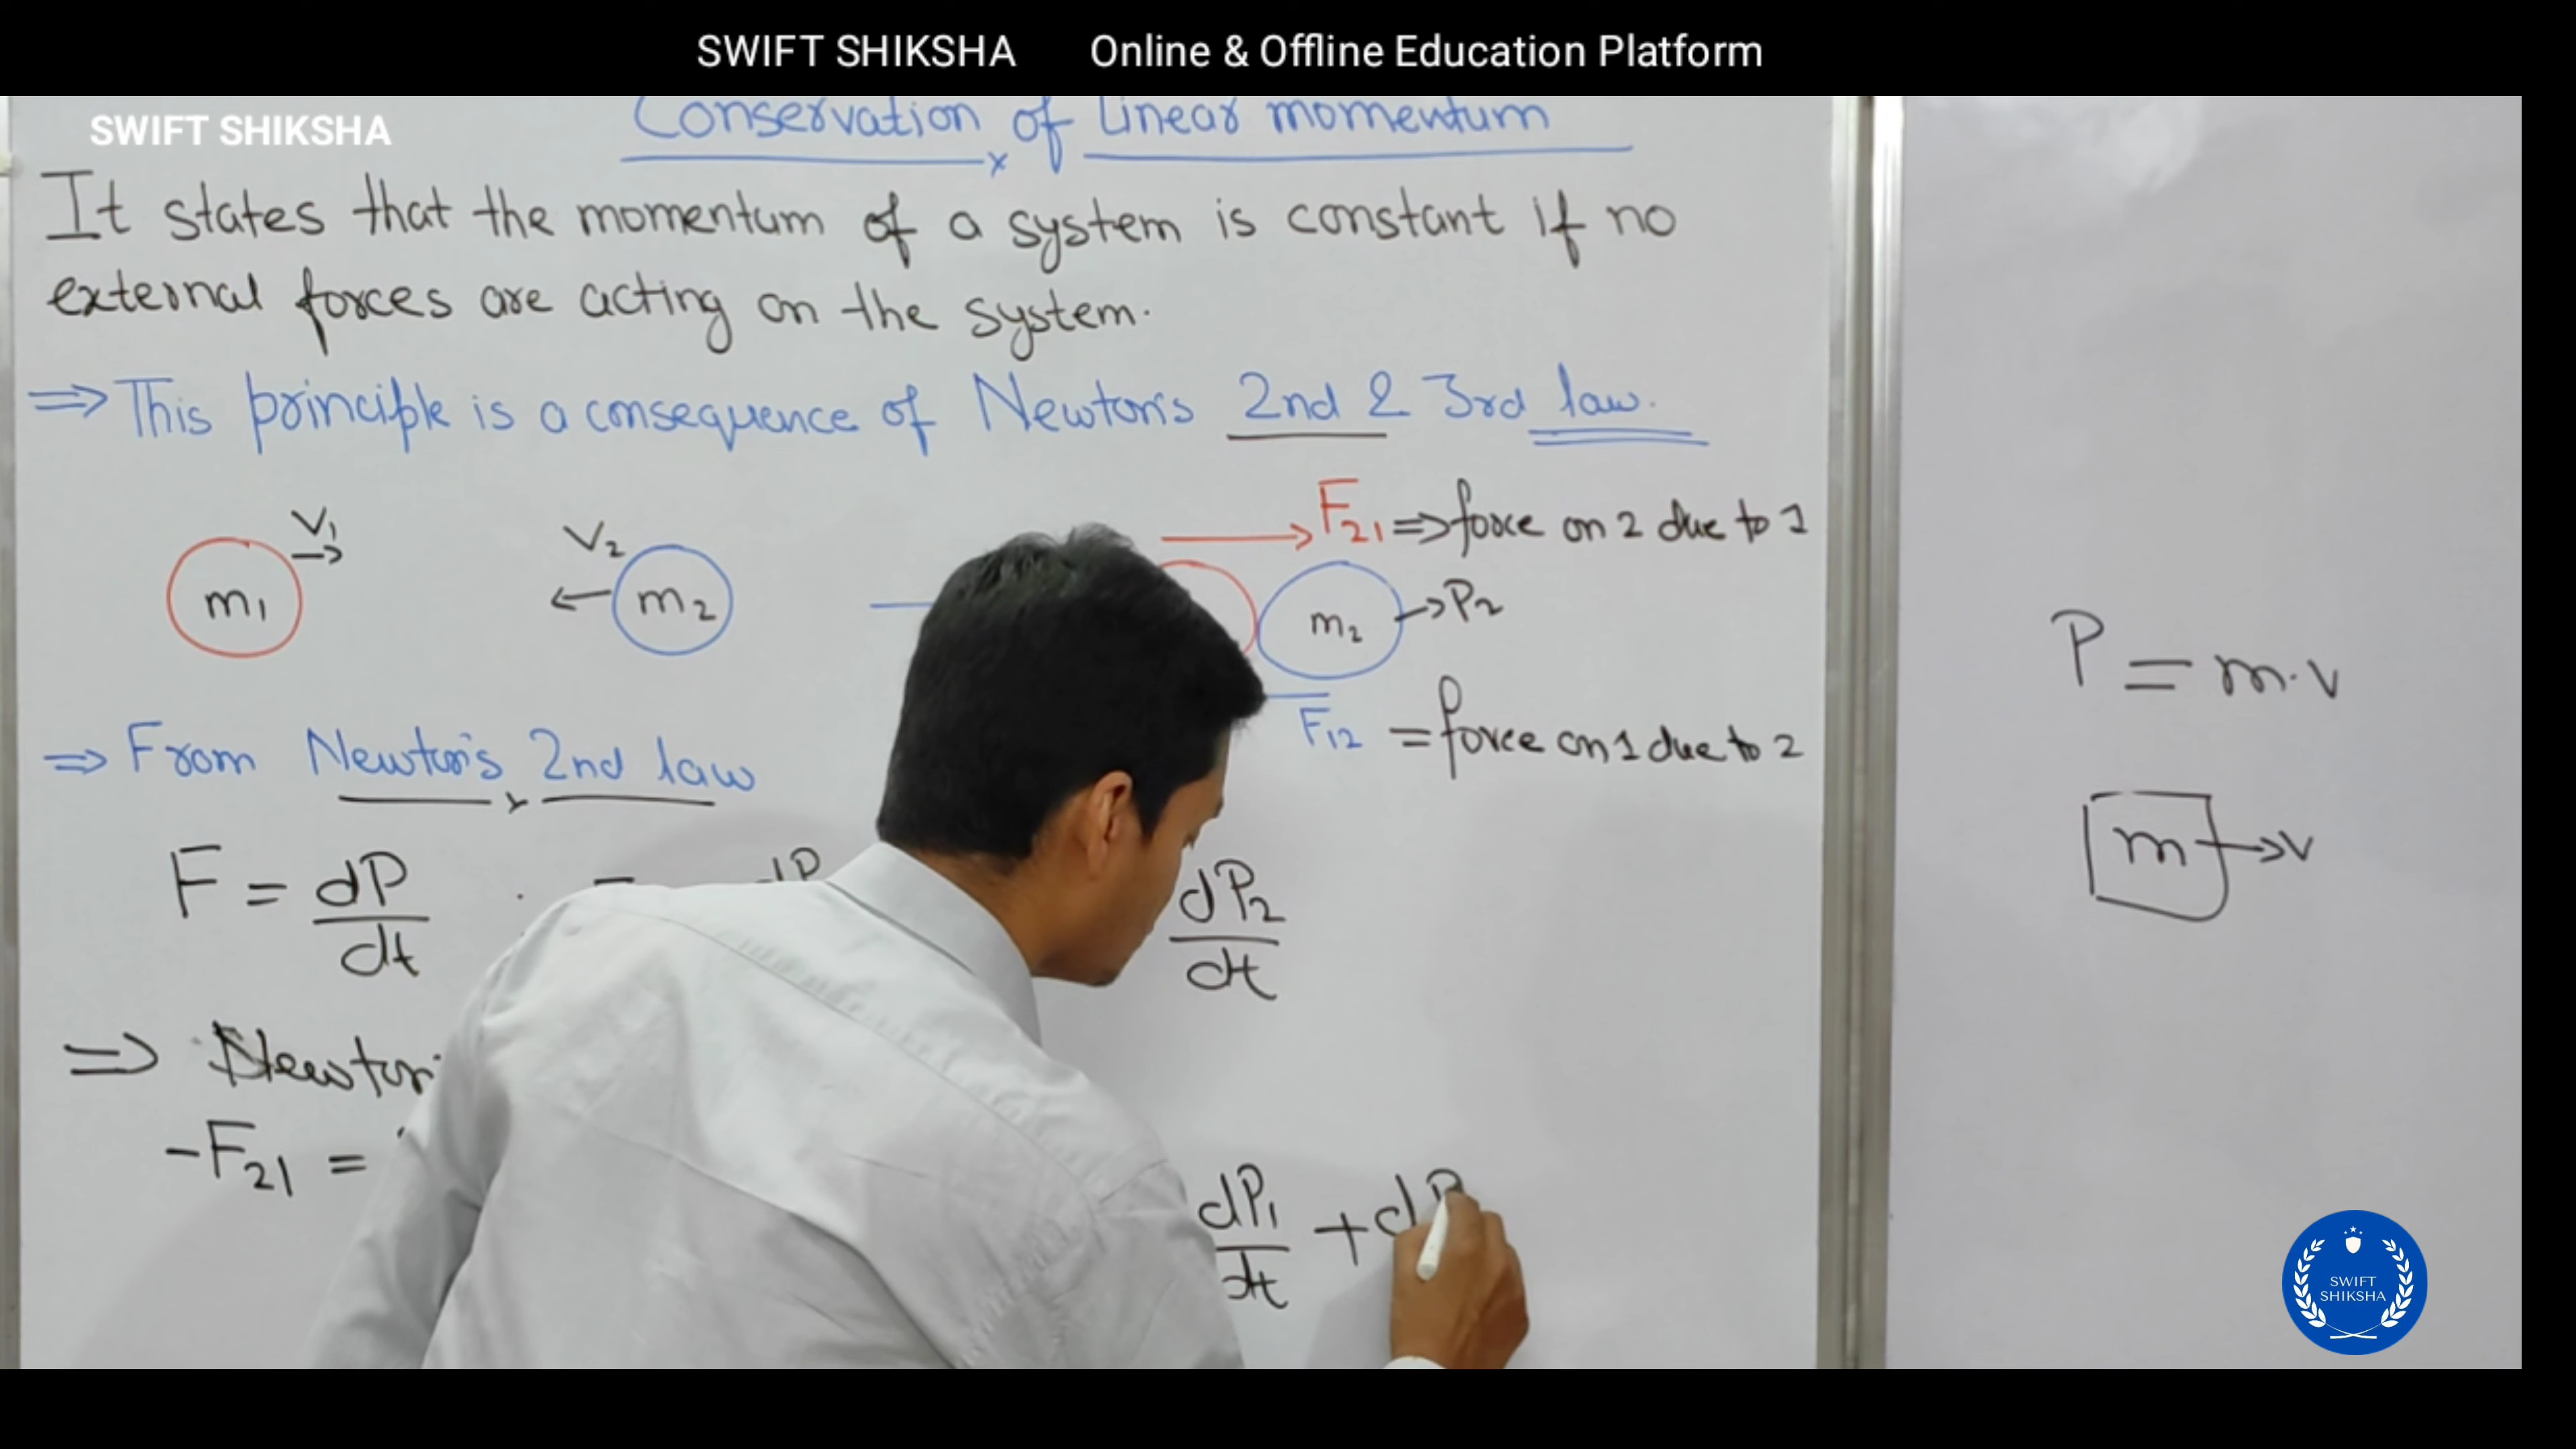 SWIFT SHIKSHA Online & Offline Education Platform
SWIFT SHIKSHA
Conservation of Linear momentum
It states that the momentum of a system is constant if no
external forces are acting on the system.
⇒ This principle is a consequence of Newton's 2nd & 3rd law.
F21 ⇒ force on 2 due to 1
V1
V2
m1
m2
m2 → P2
F12 = force on 1 due to 2
P = m.v
m → v
⇒ From Newton's 2nd law
F = dP/dt
dP
dP2/dt
⇒
-F21 =
dP1/dt + d
SWIFT
SHIKSHA